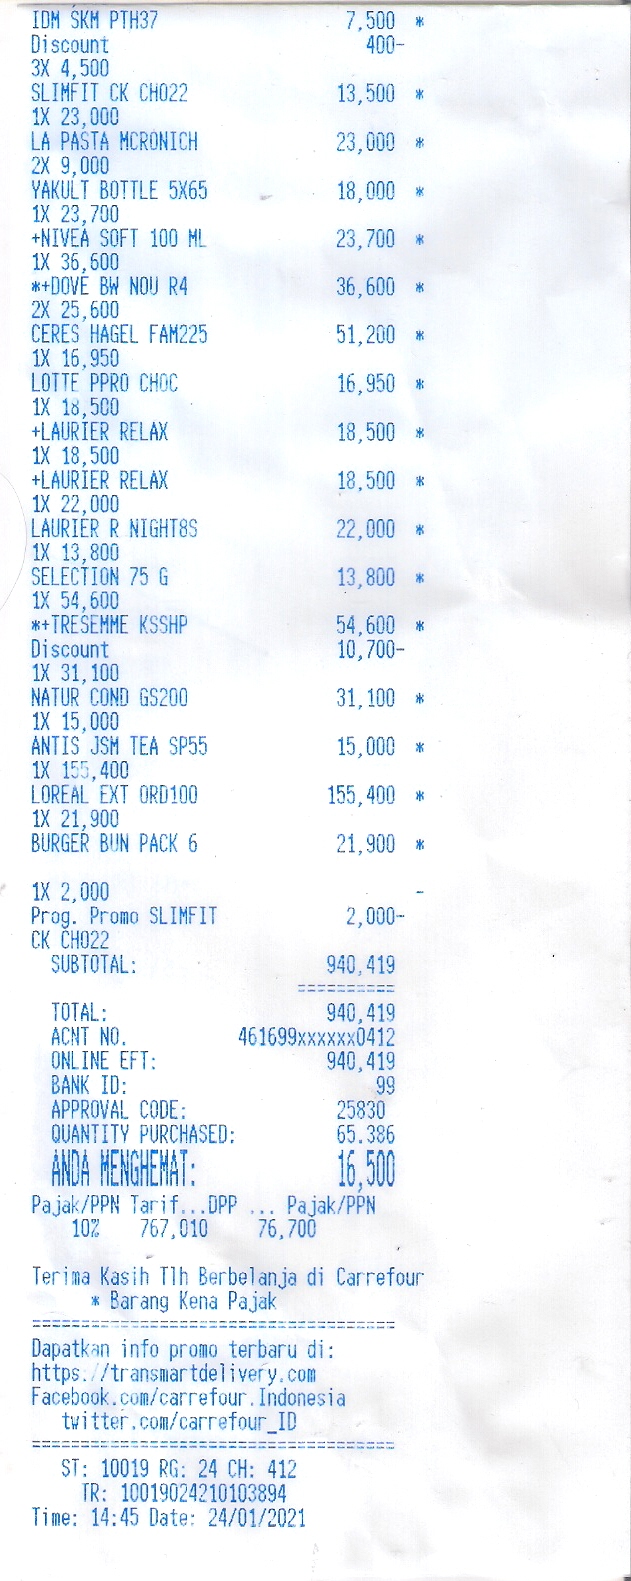 IDM SKM PTH37 7,500 *
Discount 400-
3X 4,500
SLIMFIT CK CH022 13,500 *
1X 23,000
LA PASTA MCRONICH 23,000 *
2X 9,000
YAKULT BOTTLE 5X65 18,000 *
1X 23,700
+NIVEA SOFT 100 ML 23,700 *
1X 36,600
*+DOVE BW NOU R4 36,600 *
2X 25,600
CERES HAGEL FAM225 51,200 *
1X 16,950
LOTTE PPRO CHOC 16,950 *
1X 18,500
+LAURIER RELAX 18,500 *
1X 18,500
+LAURIER RELAX 18,500 *
1X 22,000
LAURIER R NIGHT8S 22,000 *
1X 13,800
SELECTION 75 G 13,800 *
1X 54,600
*+TRESEMME KSSHP 54,600 *
Discount 10,700-
1X 31,100
NATUR COND GS200 31,100 *
1X 15,000
ANTIS JSM TEA SP55 15,000 *
1X 155,400
LOREAL EXT ORD100 155,400 *
1X 21,900
BURGER BUN PACK 6 21,900 *
1X 2,000 -
Prog. Promo SLIMFIT 2,000-
CK CH022
SUBTOTAL: 940,419
==========
TOTAL: 940,419
ACNT NO. 461699xxxxxx0412
ONLINE EFT: 940,419
BANK ID: 99
APPROVAL CODE: 25830
QUANTITY PURCHASED: 65.386
ANDA MENGHEMAT: 16,500
Pajak/PPN Tarif...DPP ... Pajak/PPN
10% 767,010 76,700
Terima Kasih Tlh Berbelanja di Carrefour
* Barang Kena Pajak
=====================================
Dapatkan info promo terbaru di:
https://transmartdelivery.com
Facebook.com/carrefour.Indonesia
twitter.com/carrefour_ID
=====================================
ST: 10019 RG: 24 CH: 412
TR: 10019024210103894
Time: 14:45 Date: 24/01/2021